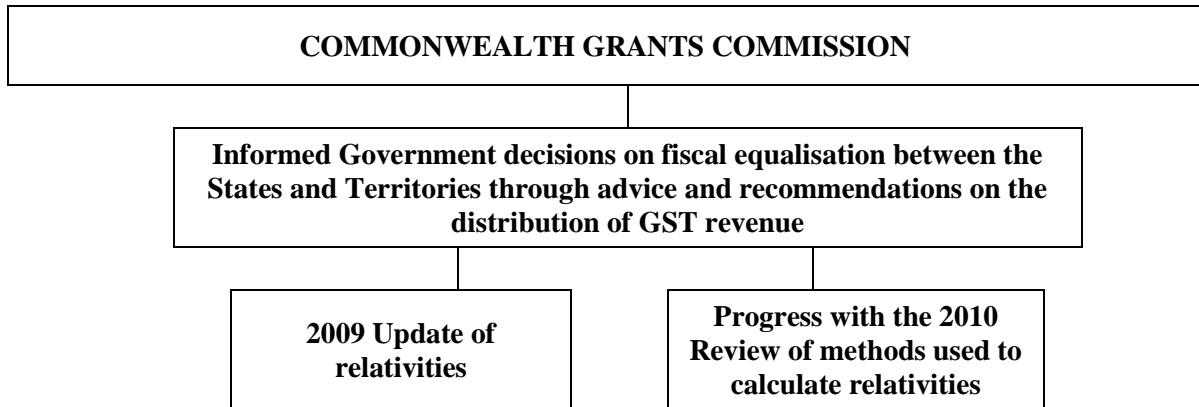 COMMONWEALTH GRANTS COMMISSION
Informed Government decisions on fiscal equalisation between the
States and Territories through advice and recommendations on the
distribution of GST revenue
2009 Update of
relativities
Progress with the 2010
Review of methods used to
calculate relativities